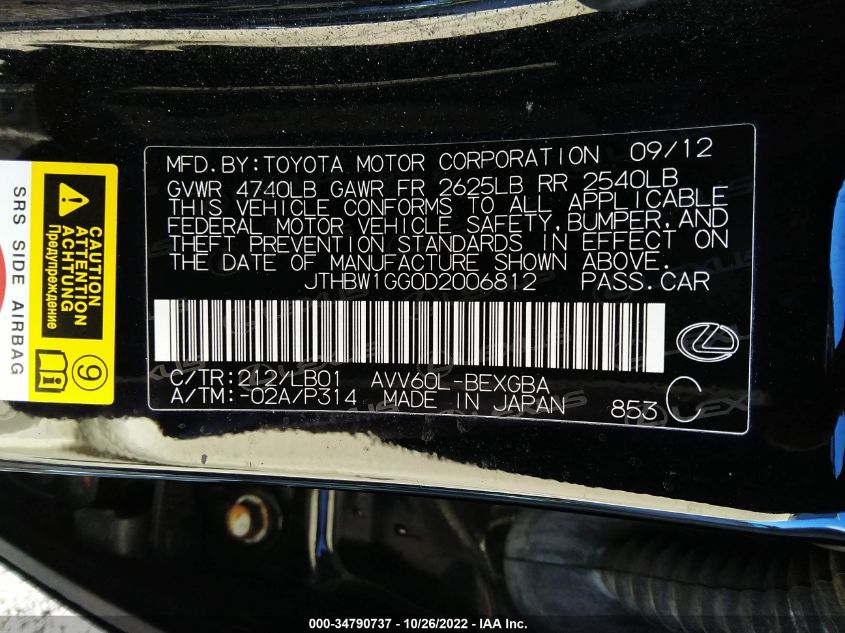 MFD.BY:TOYOTA MOTOR CORPORATION 09/12
GVWR 4740LB GAWR FR 2625LB RR 2540LB
THIS VEHICLE CONFORMS TO ALL APPLICABLE
FEDERAL MOTOR VEHICLE SAFETY,BUMPER,AND
THEFT PREVENTION STANDARDS IN EFFECT ON
THE DATE OF MANUFACTURE SHOWN ABOVE.
JTHBW1GG0D2006812 PASS.CAR
C/TR:212/LB01 AVV60L-BEXGBA
A/TM:-02A/P314 MADE IN JAPAN 853 C
SRS SIDE AIRBAG
CAUTION
ATTENTION
ACHTUNG
Предупреждение
9
LEXUS
000-34790737 - 10/26/2022 - IAA Inc.